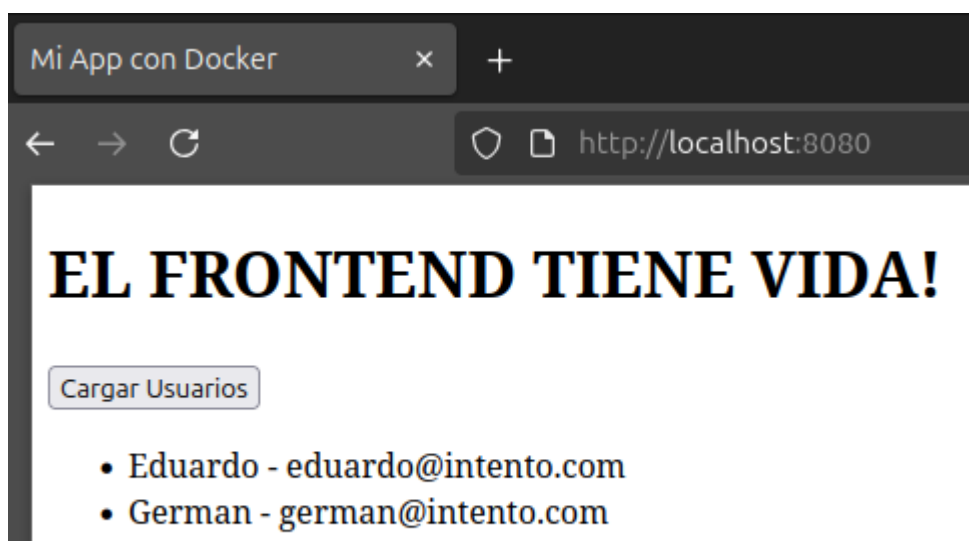 Mi App con Docker
http://localhost:8080
EL FRONTEND TIENE VIDA!
Cargar Usuarios
Eduardo - eduardo@intento.com
German - german@intento.com